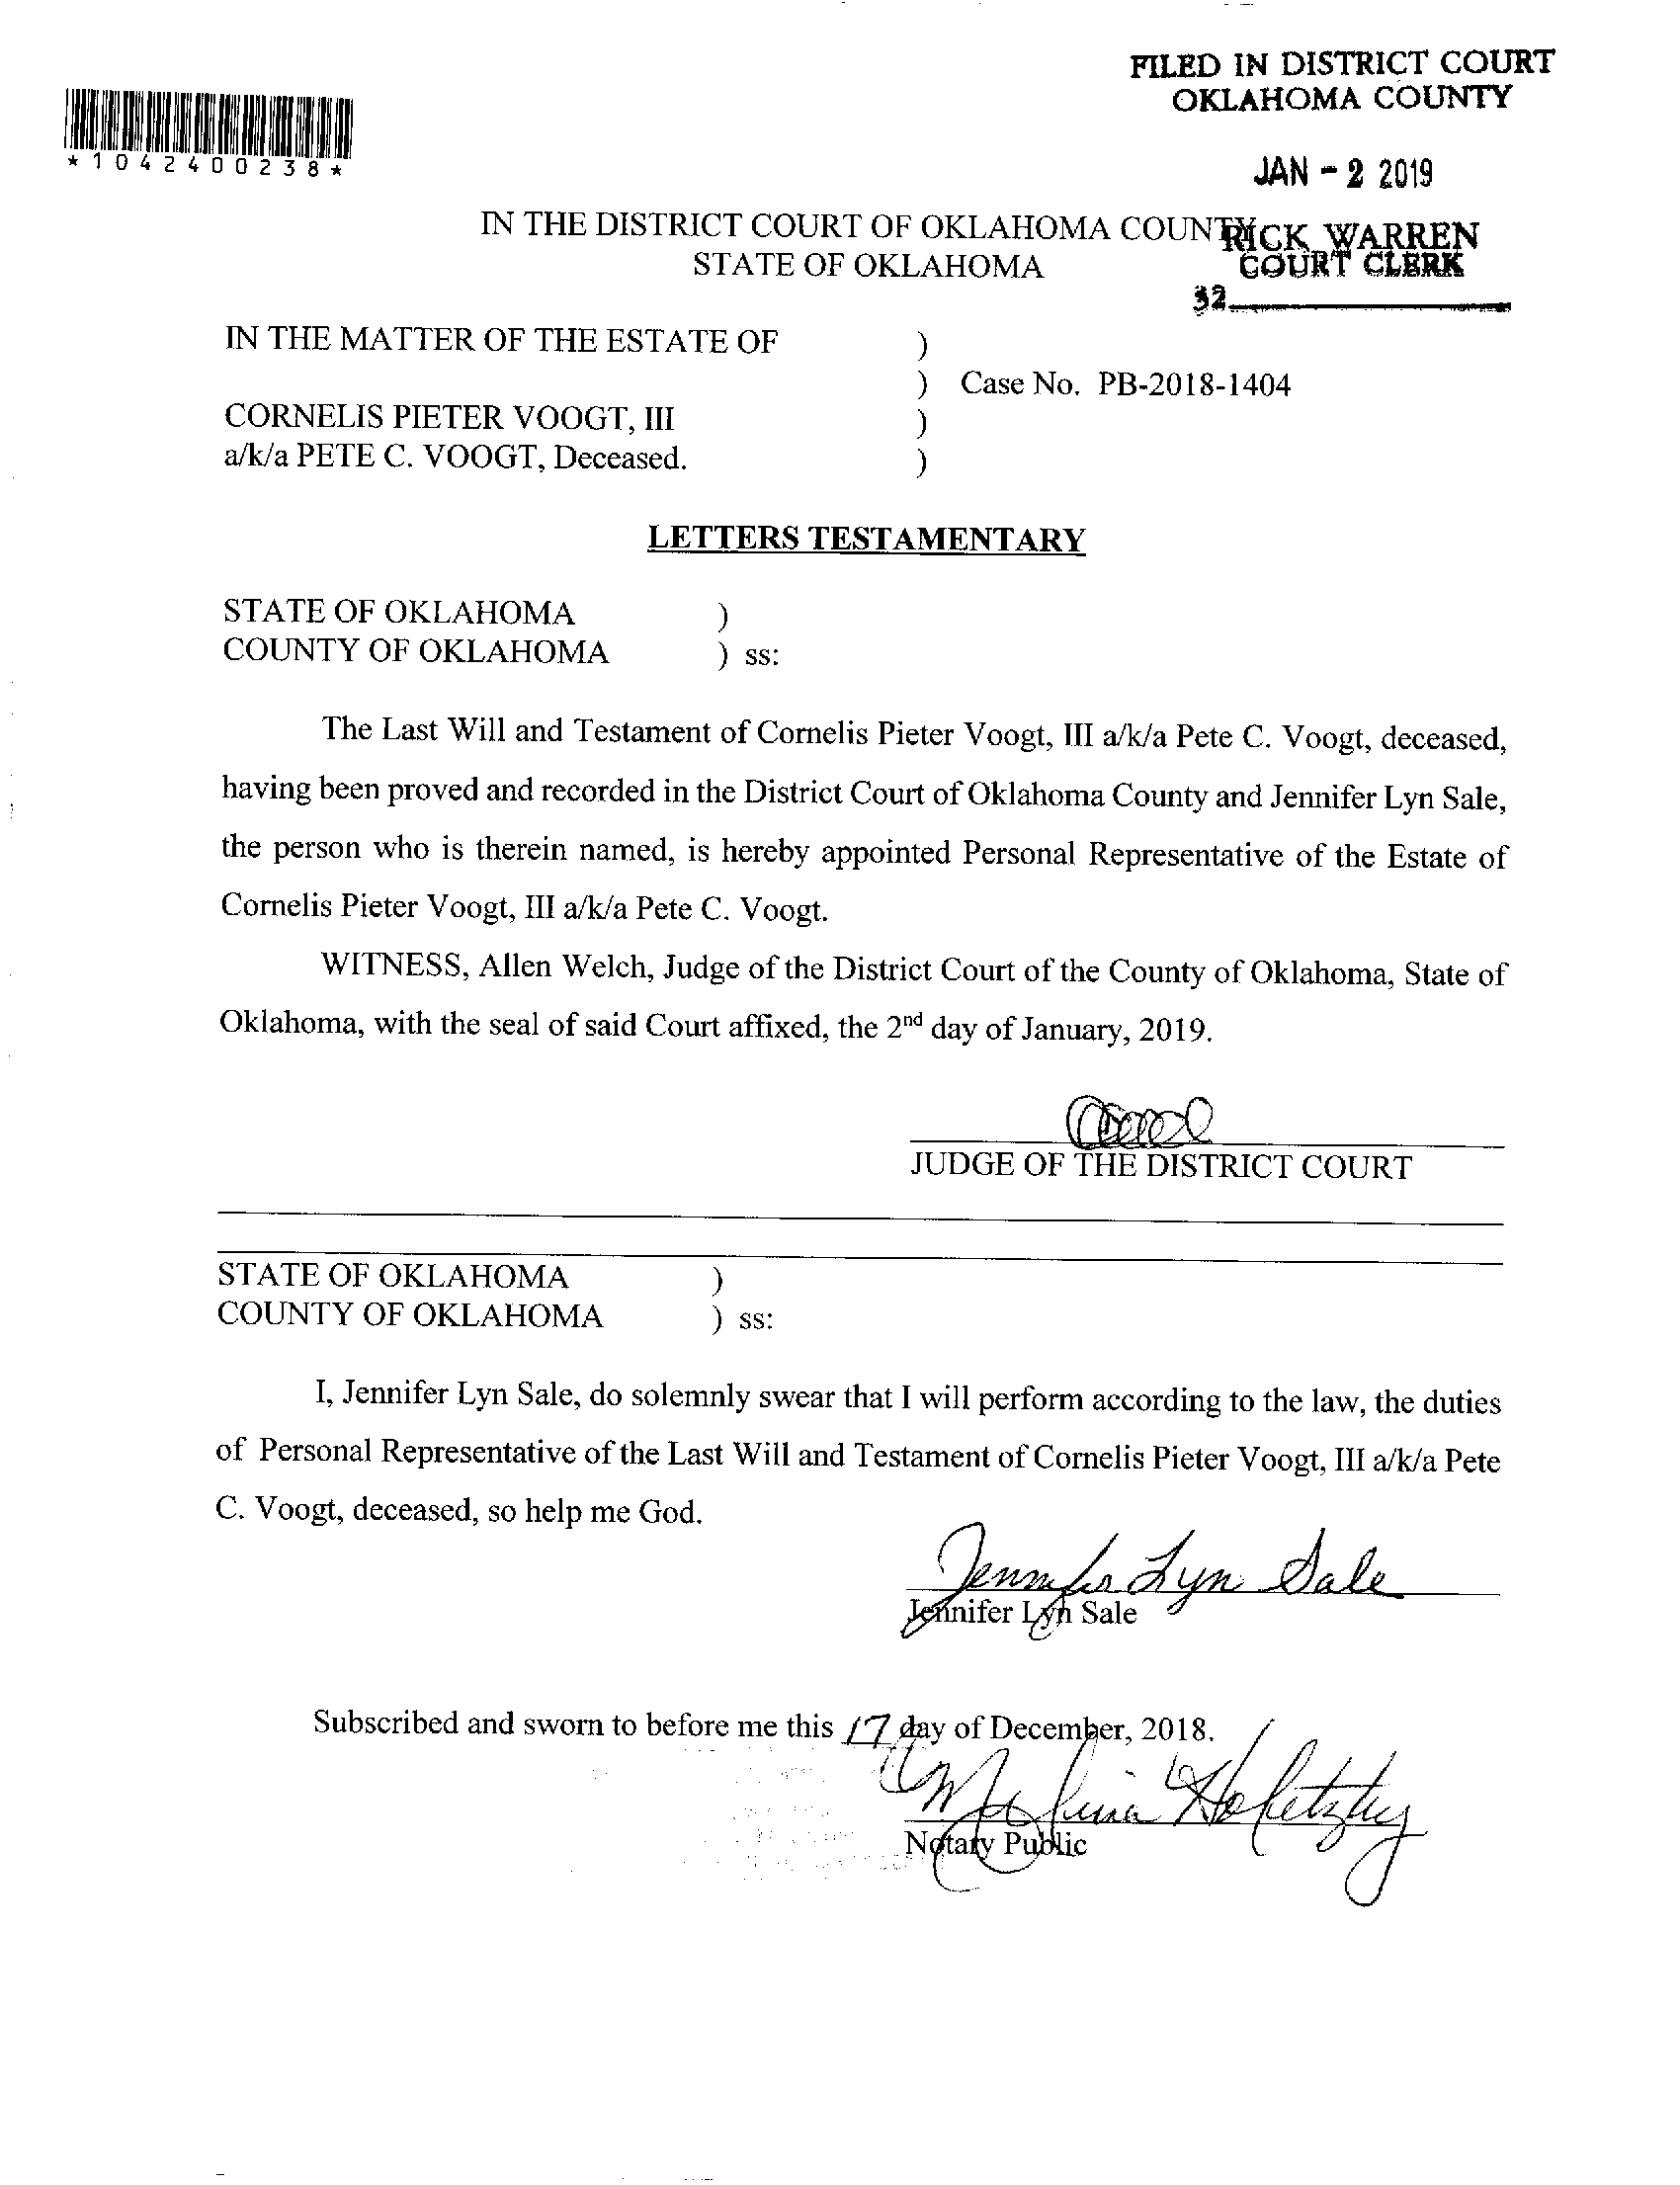 FILED IN DISTRICT COURT
OKLAHOMA COUNTY
*1042400238*
JAN - 2 2019
IN THE DISTRICT COURT OF OKLAHOMA COUNTY
RICK WARREN
STATE OF OKLAHOMA
COURT CLERK
32
IN THE MATTER OF THE ESTATE OF )
) Case No. PB-2018-1404
CORNELIS PIETER VOOGT, III )
a/k/a PETE C. VOOGT, Deceased. )
LETTERS TESTAMENTARY
STATE OF OKLAHOMA )
COUNTY OF OKLAHOMA ) ss:
The Last Will and Testament of Cornelis Pieter Voogt, III a/k/a Pete C. Voogt, deceased,
having been proved and recorded in the District Court of Oklahoma County and Jennifer Lyn Sale,
the person who is therein named, is hereby appointed Personal Representative of the Estate of
Cornelis Pieter Voogt, III a/k/a Pete C. Voogt.
WITNESS, Allen Welch, Judge of the District Court of the County of Oklahoma, State of
Oklahoma, with the seal of said Court affixed, the 2nd day of January, 2019.
JUDGE OF THE DISTRICT COURT
STATE OF OKLAHOMA )
COUNTY OF OKLAHOMA ) ss:
I, Jennifer Lyn Sale, do solemnly swear that I will perform according to the law, the duties
of Personal Representative of the Last Will and Testament of Cornelis Pieter Voogt, III a/k/a Pete
C. Voogt, deceased, so help me God.
Jennifer Lyn Sale
Jennifer Lyn Sale
Subscribed and sworn to before me this 17 day of December, 2018.
Notary Public